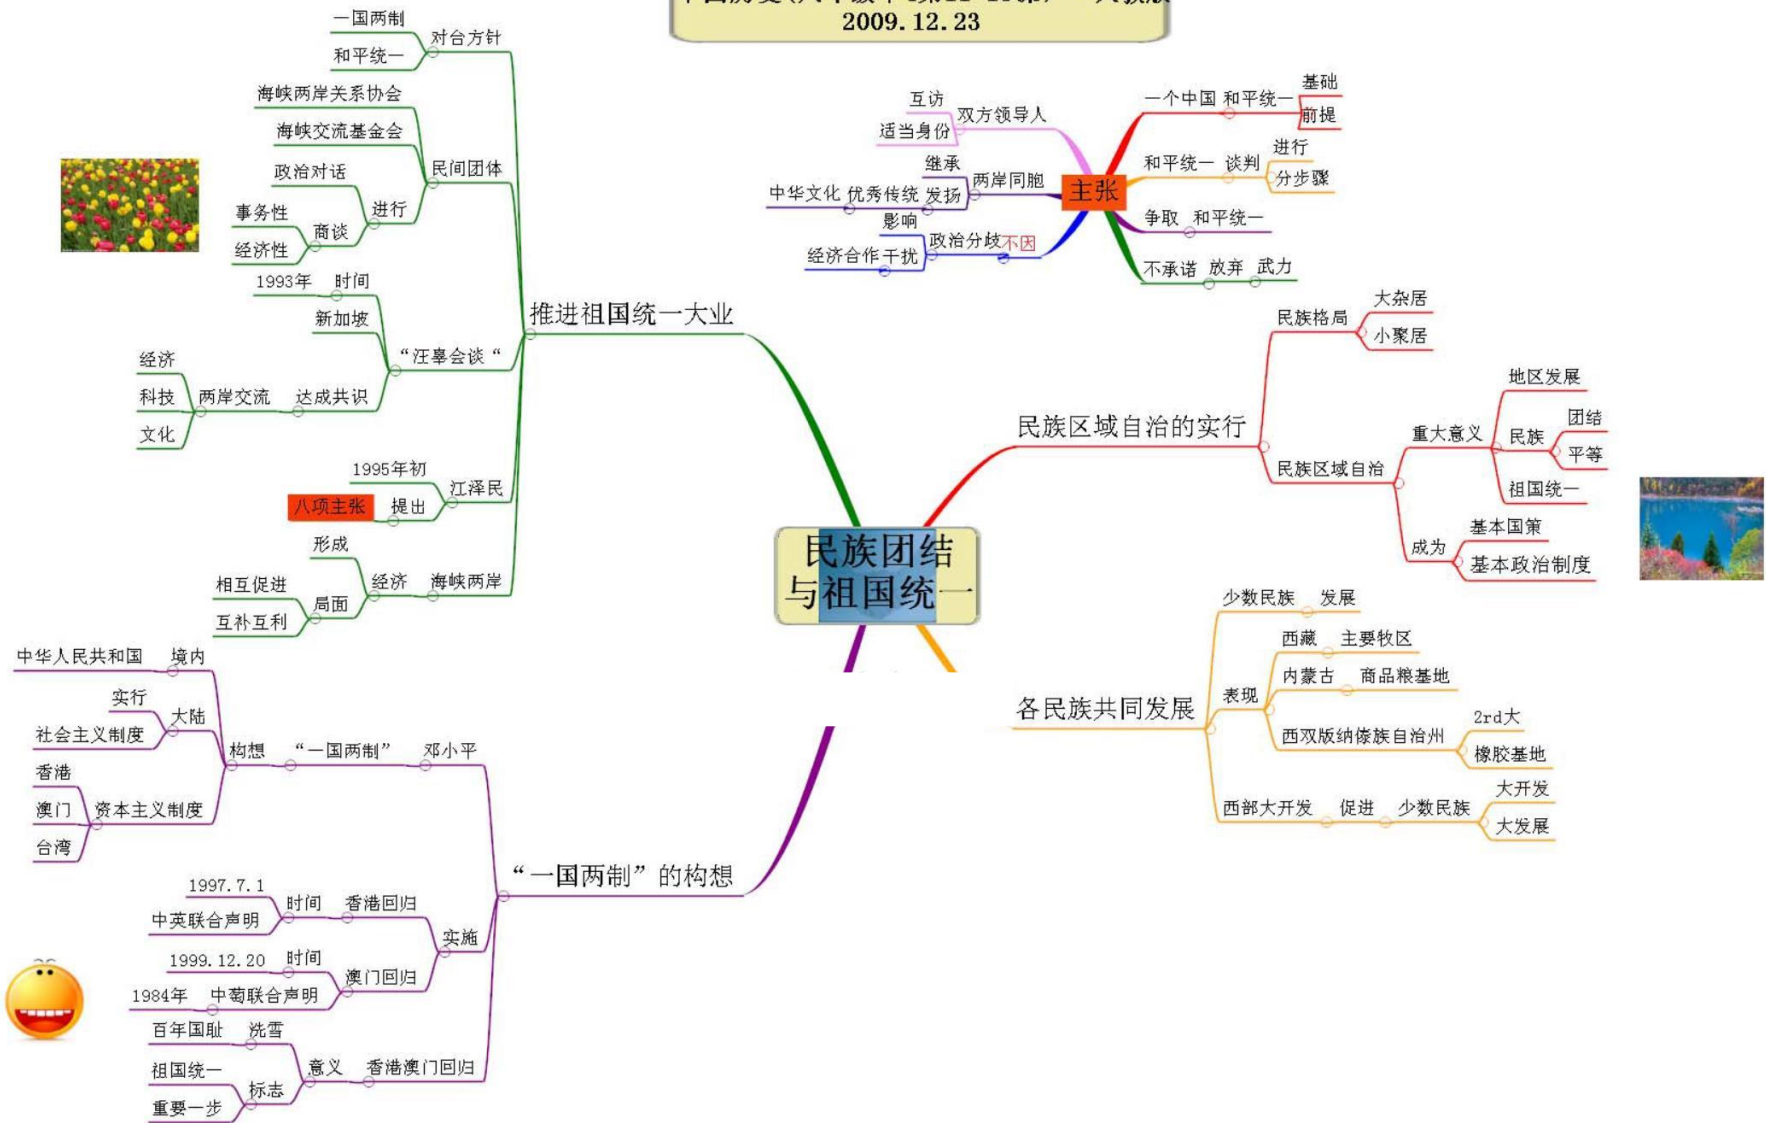 2009.12.23
一国两制
和平统一
对台方针
海峡两岸关系协会
海峡交流基金会
政治对话
事务性
经济性
商谈
进行
民间团体
1993年
时间
新加坡
经济
科技
文化
两岸交流
达成共识
“汪辜会谈“
1995年初
八项主张
提出
江泽民
形成
相互促进
互补互利
局面
经济
海峡两岸
推进祖国统一大业
互访
适当身份
双方领导人
继承
中华文化
优秀传统
发扬
两岸同胞
影响
经济合作
干扰
政治分歧
不因
主张
一个中国
和平统一
基础
前提
和平统一
谈判
进行
分步骤
争取
和平统一
不承诺
放弃
武力
民族区域自治的实行
民族格局
大杂居
小聚居
民族区域自治
重大意义
地区发展
民族
团结
平等
祖国统一
成为
基本国策
基本政治制度
民族团结
与祖国统一
各民族共同发展
少数民族
发展
表现
西藏
主要牧区
内蒙古
商品粮基地
西双版纳傣族自治州
2rd大
橡胶基地
西部大开发
促进
少数民族
大开发
大发展
中华人民共和国
境内
实行
社会主义制度
大陆
香港
澳门
台湾
资本主义制度
构想
“一国两制”
邓小平
“一国两制”的构想
1997.7.1
中英联合声明
时间
香港回归
1999.12.20
时间
1984年
中葡联合声明
澳门回归
实施
百年国耻
洗雪
祖国统一
重要一步
标志
意义
香港澳门回归